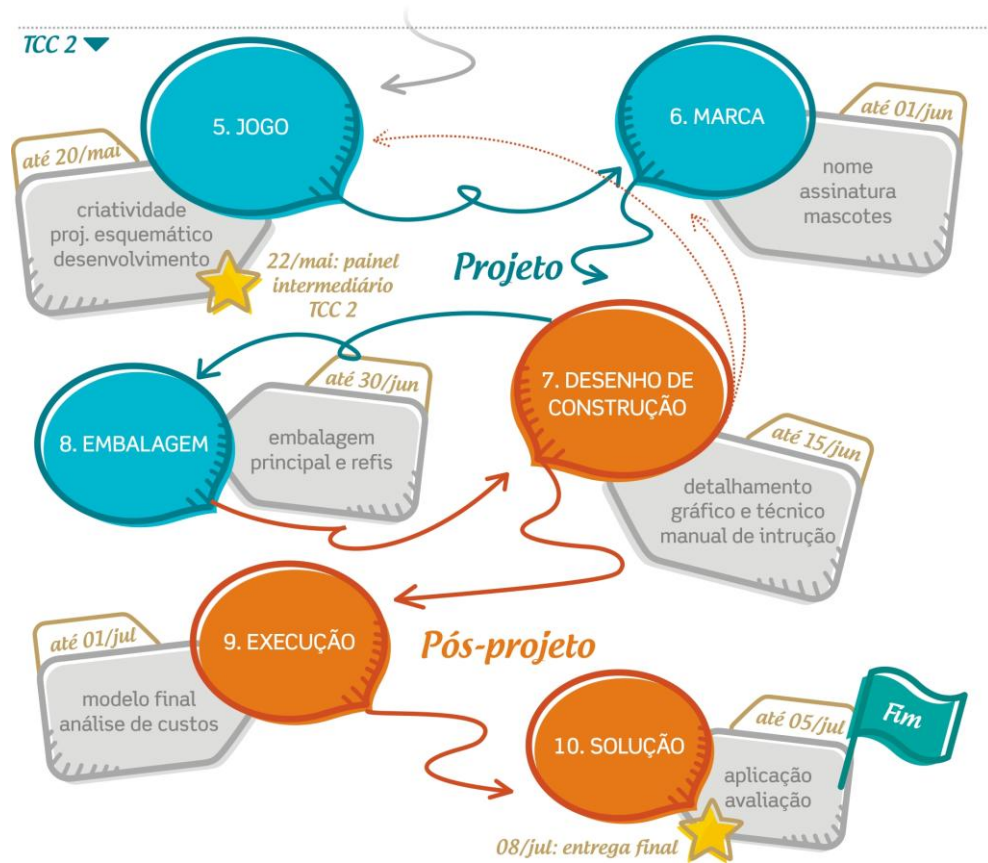 TCC 2
5. JOGO
até 20/mai
criatividade
proj. esquemático
desenvolvimento
22/mai: painel
intermediário
TCC 2
6. MARCA
até 01/jun
nome
assinatura
mascotes
Projeto
7. DESENHO DE
CONSTRUÇÃO
até 15/jun
detalhamento
gráfico e técnico
manual de intrução
8. EMBALAGEM
até 30/jun
embalagem
principal e refis
9. EXECUÇÃO
até 01/jul
modelo final
análise de custos
Pós-projeto
10. SOLUÇÃO
até 05/jul
aplicação
avaliação
Fim
08/jul: entrega final